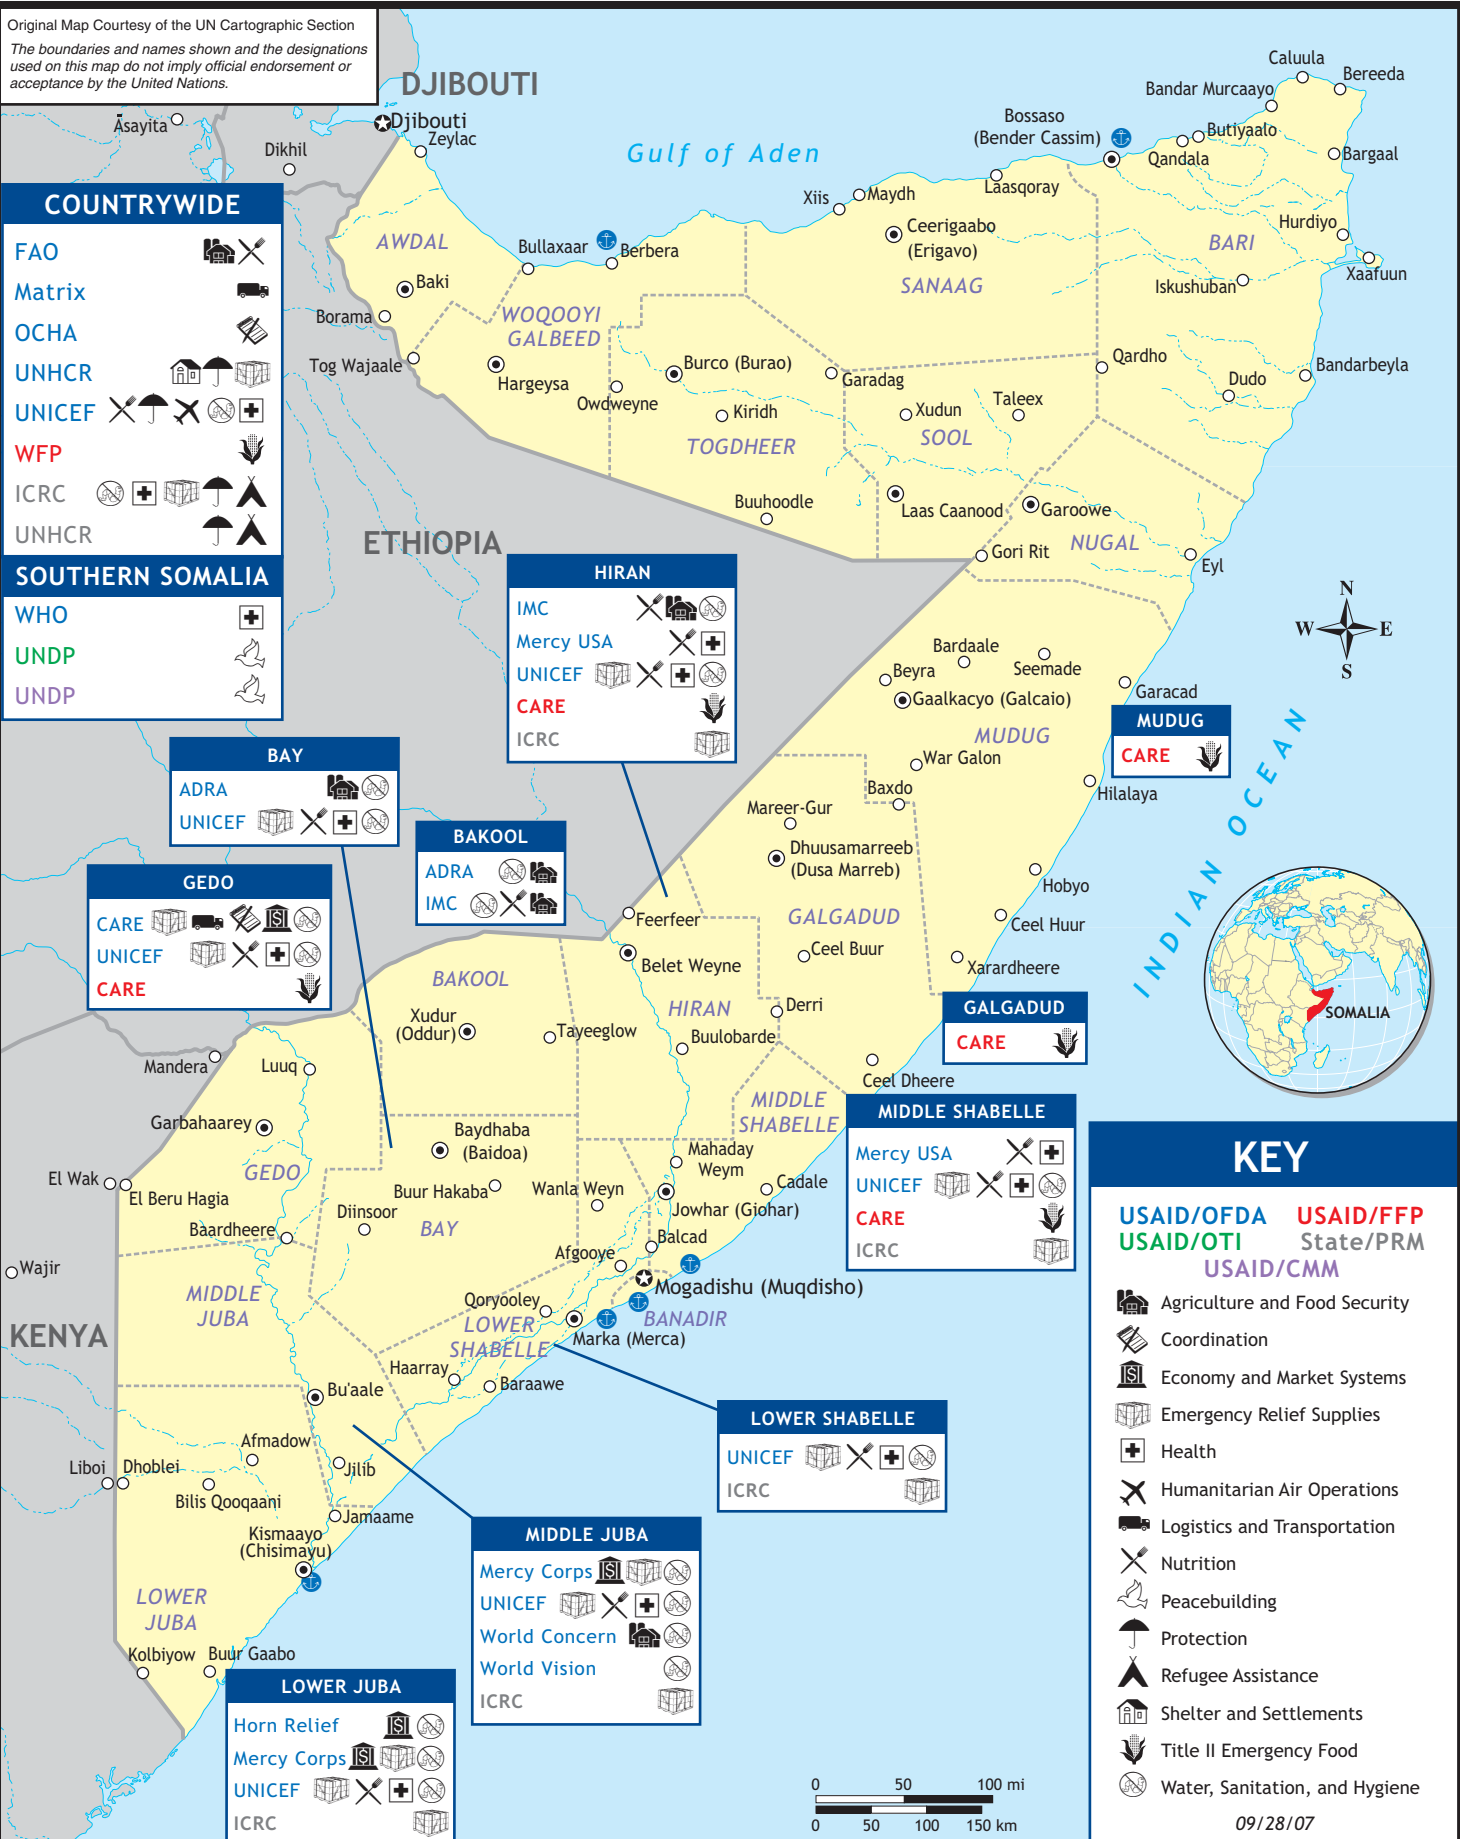 Original Map Courtesy of the UN Cartographic Section
The boundaries and names shown and the designations
used on this map do not imply official endorsement or
acceptance by the United Nations.
DJIBOUTI
Djibouti
Zeylac
Āsayita
Dikhil
Gulf of Aden
Caluula
Bereeda
Bandar Murcaayo
Bossaso
(Bender Cassim)
Butiyaalo
Qandala
Bargaal
Laasqoray
Maydh
Xiis
Hurdiyo
Xaafuun
Ceerigaabo
(Erigavo)
BARI
Iskushuban
SANAAG
AWDAL
Bullaxaar
Berbera
Baki
Borama
WOQOOYI
GALBEED
Tog Wajaale
Hargeysa
Owdweyne
Burco (Burao)
Kiridh
Garadag
Xudun
Taleex
SOOL
TOGDHEER
Qardho
Dudo
Bandarbeyla
Buuhoodle
Laas Caanood
Garoowe
NUGAL
Gori Rit
Eyl
ETHIOPIA
COUNTRYWIDE
FAO
Matrix
OCHA
UNHCR
UNICEF
WFP
ICRC
UNHCR
SOUTHERN SOMALIA
WHO
UNDP
UNDP
HIRAN
IMC
Mercy USA
UNICEF
CARE
ICRC
N
W E
S
Bardaale
Seemade
Beyra
Gaalkacyo (Galcaio)
Garacad
MUDUG
War Galon
Baxdo
MUDUG
CARE
Hilalaya
INDIAN OCEAN
BAY
ADRA
UNICEF
BAKOOL
ADRA
IMC
GEDO
CARE
UNICEF
CARE
Mareer-Gur
Dhuusamarreeb
(Dusa Marreb)
Hobyo
Ceel Huur
GALGADUD
Ceel Buur
Xarardheere
Feerfeer
Belet Weyne
HIRAN
Derri
Buulobarde
GALGADUD
CARE
SOMALIA
BAKOOL
Xudur
(Oddur)
Tayeeglow
Mandera
Luuq
Ceel Dheere
MIDDLE
SHABELLE
MIDDLE SHABELLE
Mercy USA
UNICEF
CARE
ICRC
Garbahaarey
GEDO
El Wak
El Beru Hagia
Baydhaba
(Baidoa)
Buur Hakaba
Diinsoor
BAY
Wanla Weyn
Mahaday
Weym
Cadale
Jowhar (Giohar)
Balcad
Afgooye
Mogadishu (Muqdisho)
BANADIR
Baardheere
Wajir
KENYA
MIDDLE
JUBA
Qoryooley
LOWER
SHABELLE
Marka (Merca)
Haarray
Baraawe
Bu'aale
LOWER SHABELLE
UNICEF
ICRC
Afmadow
Liboi
Dhoblei
Bilis Qooqaani
Jilib
Jamaame
Kismaayo
(Chisimayu)
LOWER
JUBA
Kolbiyow
Buur Gaabo
MIDDLE JUBA
Mercy Corps
UNICEF
World Concern
World Vision
ICRC
LOWER JUBA
Horn Relief
Mercy Corps
UNICEF
ICRC
0 50 100 mi
0 50 100 150 km
KEY
USAID/OFDA USAID/FFP
USAID/OTI State/PRM
USAID/CMM
Agriculture and Food Security
Coordination
Economy and Market Systems
Emergency Relief Supplies
Health
Humanitarian Air Operations
Logistics and Transportation
Nutrition
Peacebuilding
Protection
Refugee Assistance
Shelter and Settlements
Title II Emergency Food
Water, Sanitation, and Hygiene
09/28/07